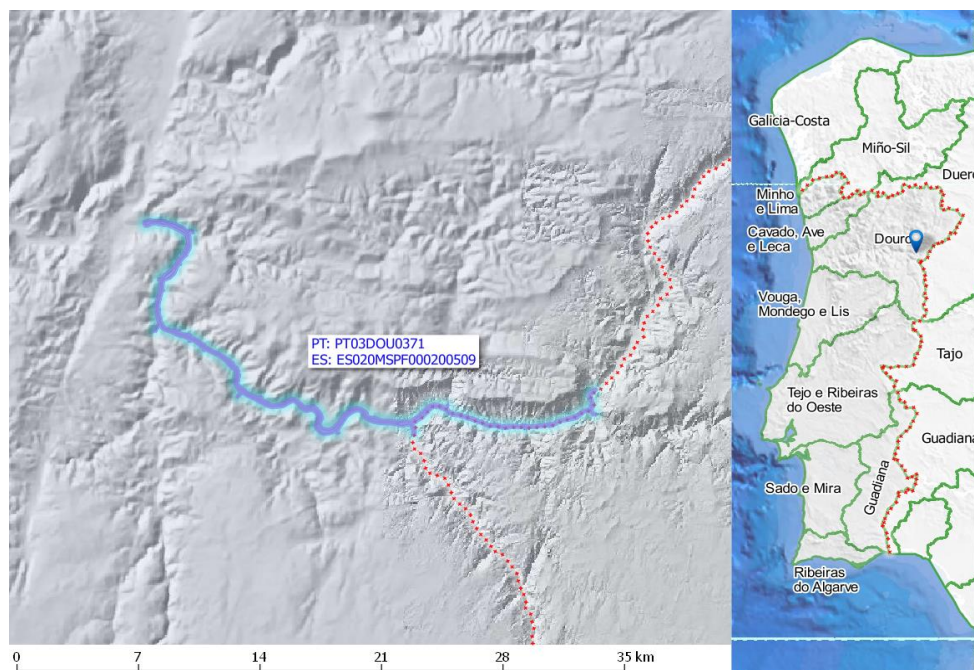 PT: PT03DOU0371
ES: ES020MSPF000200509
0 7 14 21 28 35 km
Galicia-Costa
Miño-Sil
Duero
Minho
e Lima
Cavado, Ave
e Leca
Douro
Vouga,
Mondego e Lis
Tajo
Tejo e Ribeiras
do Oeste
Guadiana
Sado e Mira
Guadiana
Ribeiras
do Algarve